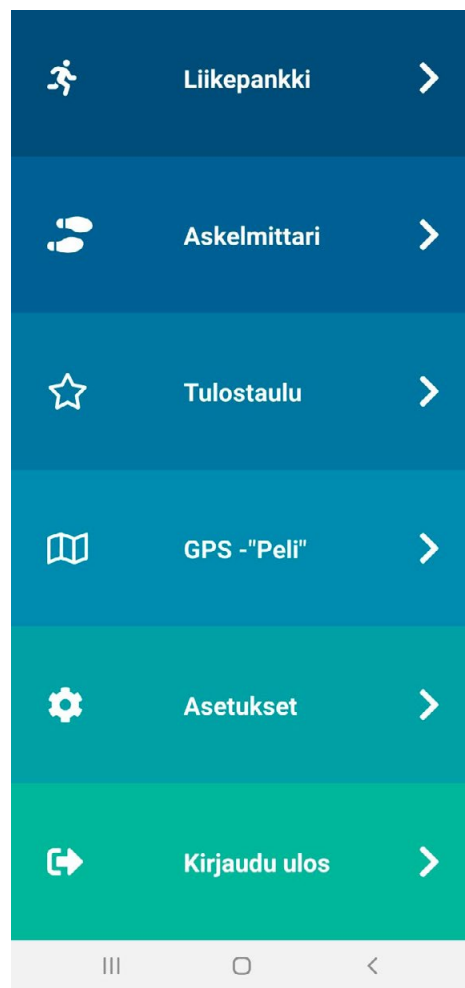 Liikepankki
Askelmittari
Tulostaulu
GPS -"Peli"
Asetukset
Kirjaudu ulos